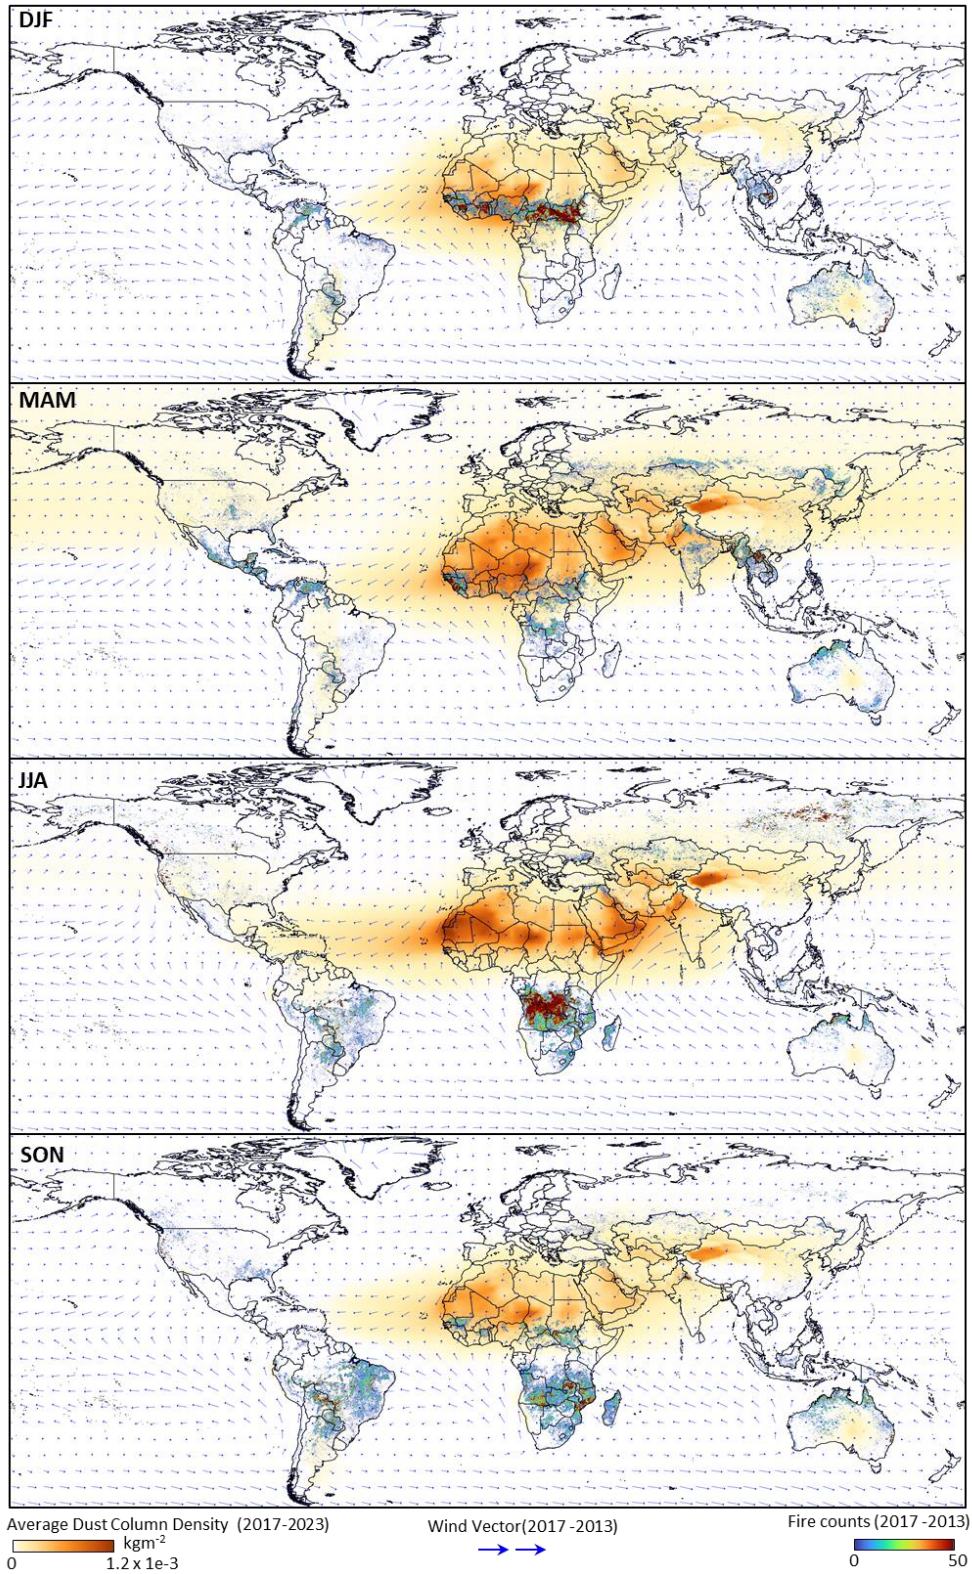 DJF
MAM
JJA
SON
Average Dust Column Density (2017-2023)
Wind Vector(2017 -2013)
Fire counts (2017 -2013)
kgm-2
0
1.2 x 1e-3
0
50